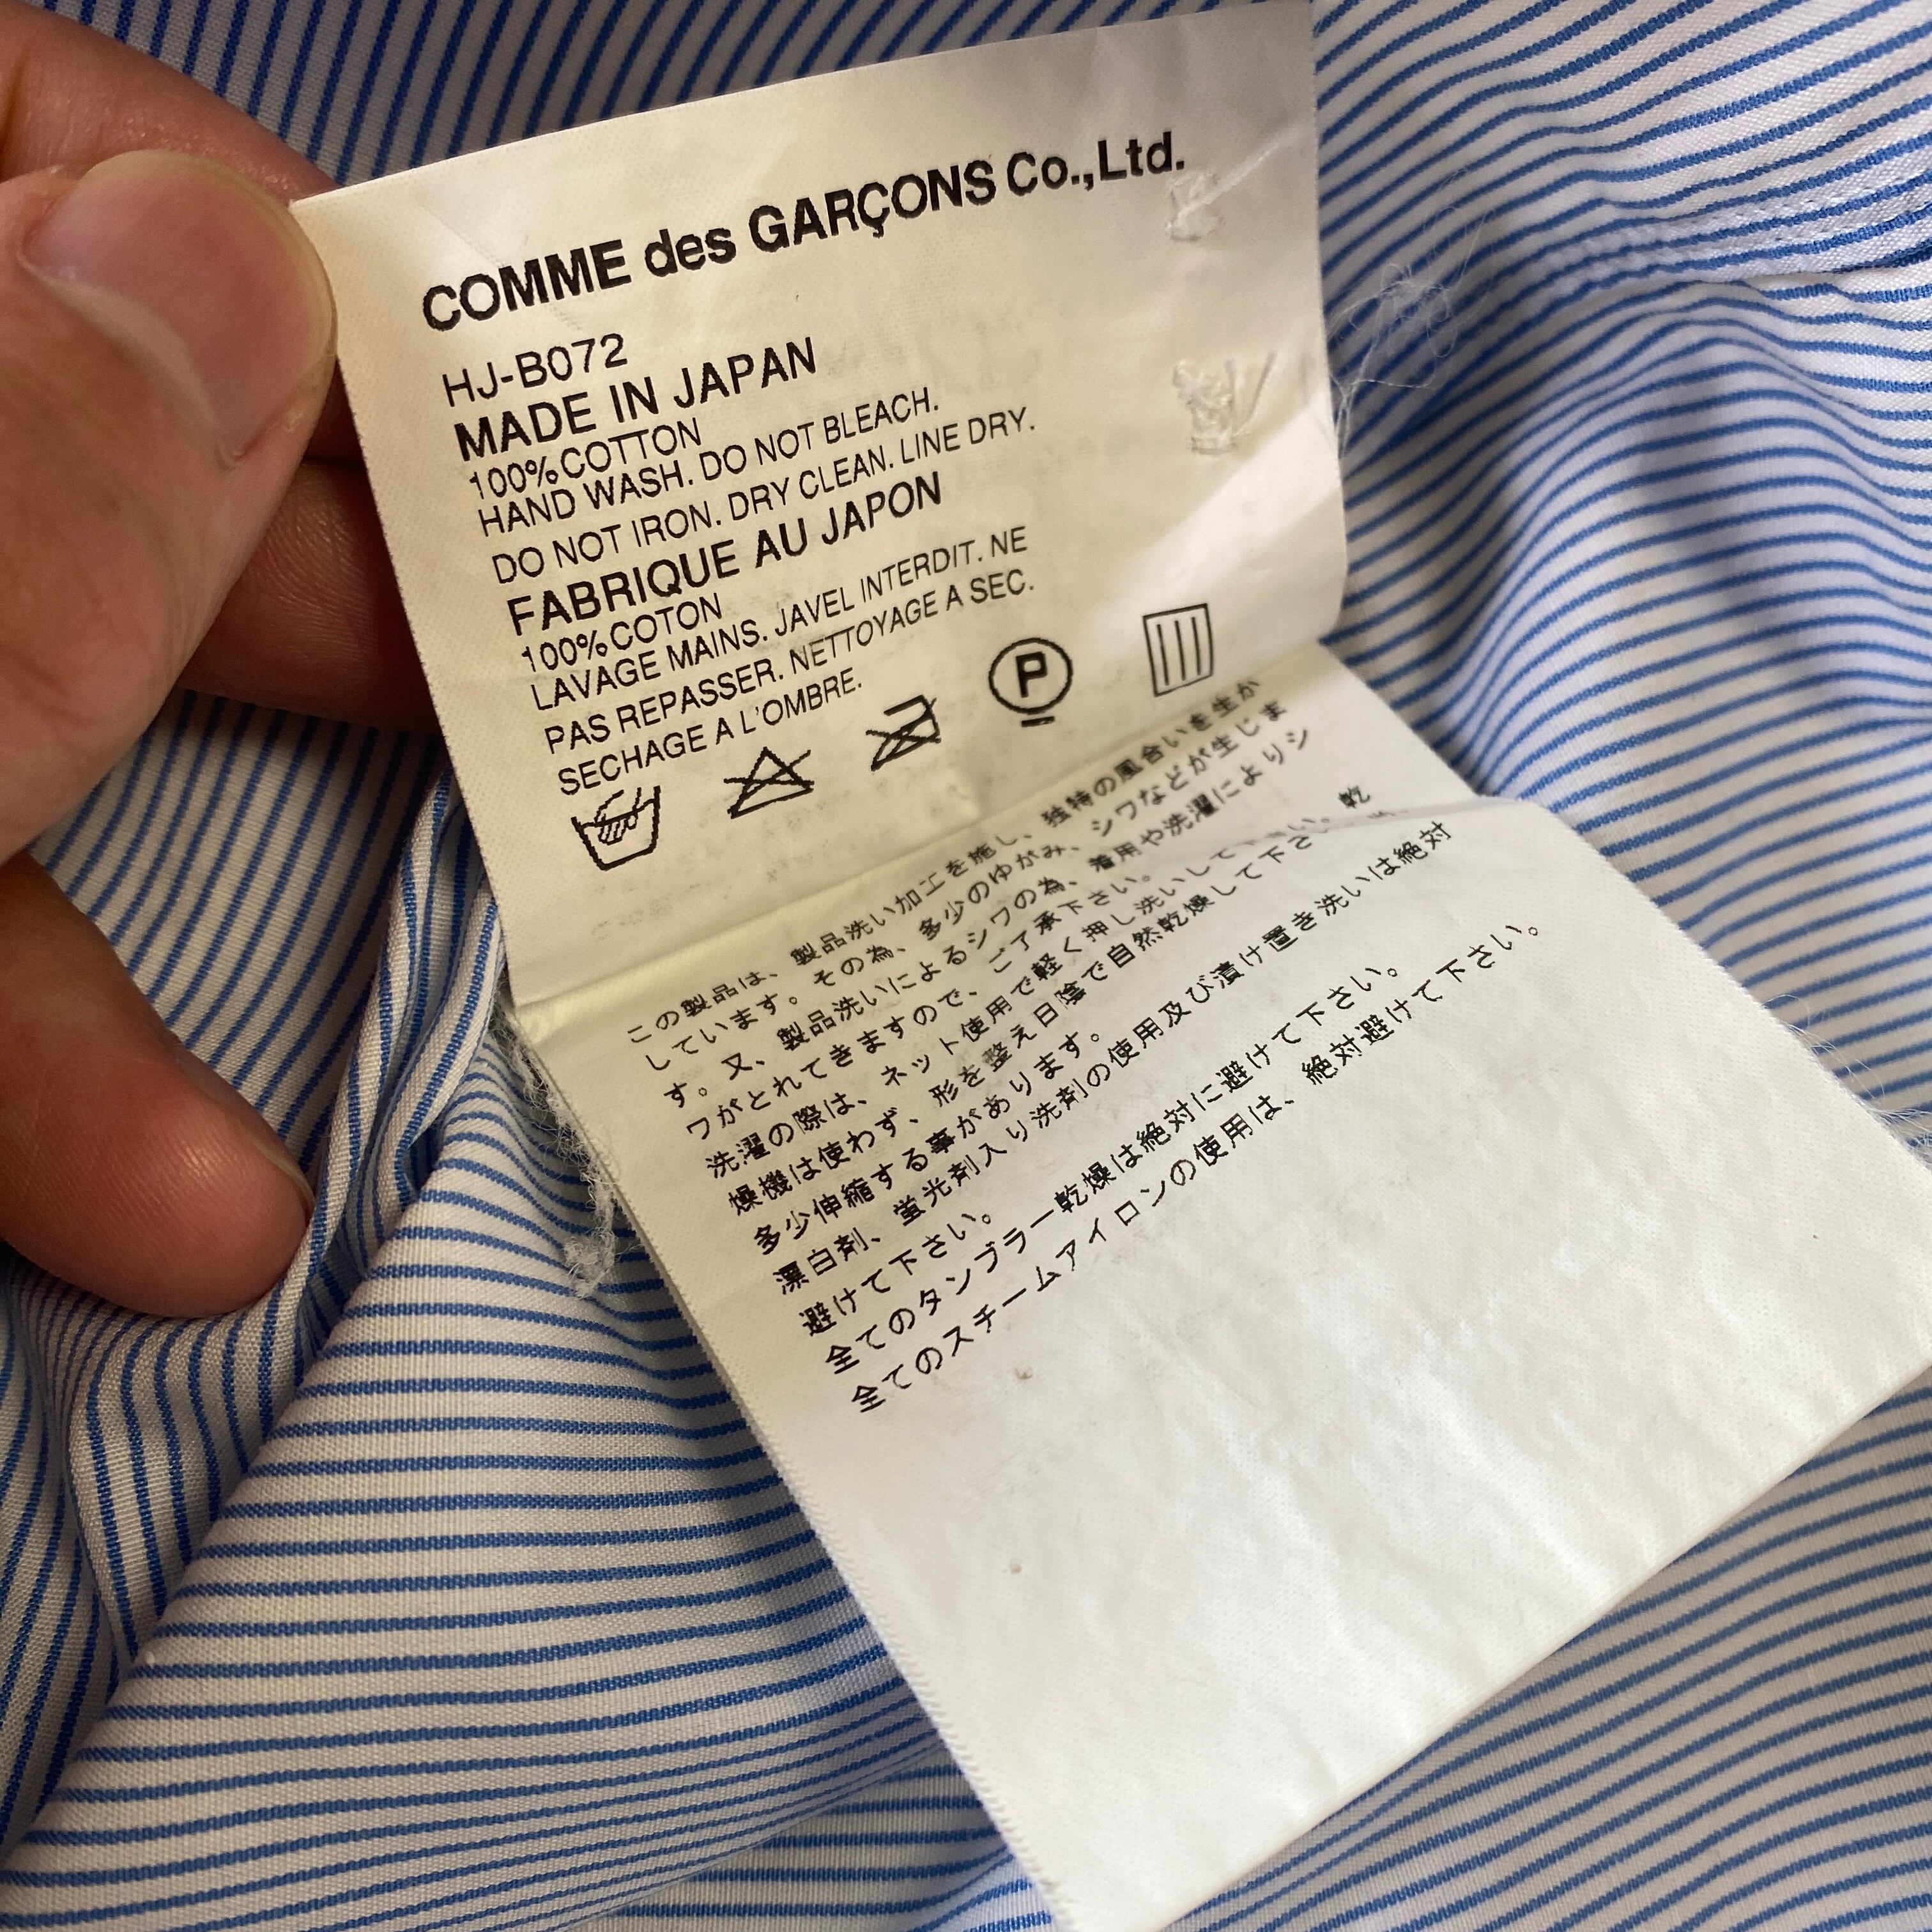 COMME des GARÇONS Co.,Ltd.
HJ-B072
MADE IN JAPAN
100%COTTON
HAND WASH. DO NOT BLEACH.
DO NOT IRON. DRY CLEAN. LINE DRY.
FABRIQUE AU JAPON
100%COTON
LAVAGE MAINS. JAVEL INTERDIT. NE
PAS REPASSER. NETTOYAGE A SEC.
SECHAGE A L'OMBRE.
P
この製品は、製品洗い加工を施し、独特の風合いを生か
しています。その為、多少のゆがみ、シワなどが生じま
す。又、製品洗いによるシワの為、着用や洗濯によりシ
ワがとれてきますので、ご了承下さい。
洗濯の際は、ネット使用で軽く押し洗いして下さい。乾
燥機は使わず、形を整え日陰で自然乾燥して下さい。
多少伸縮する事があります。
漂白剤、蛍光剤入り洗剤の使用及び漬け置き洗いは絶対
避けて下さい。
全てのタンブラー乾燥は絶対に避けて下さい。
全てのスチームアイロンの使用は、絶対避けて下さい。